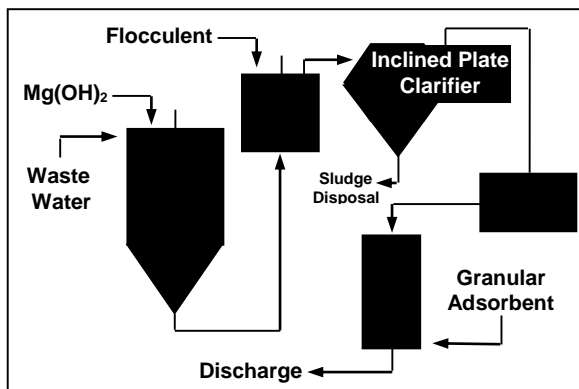 Flocculent
Mg(OH)₂
Waste
Water
Inclined Plate
Clarifier
Sludge
Disposal
Granular
Adsorbent
Discharge